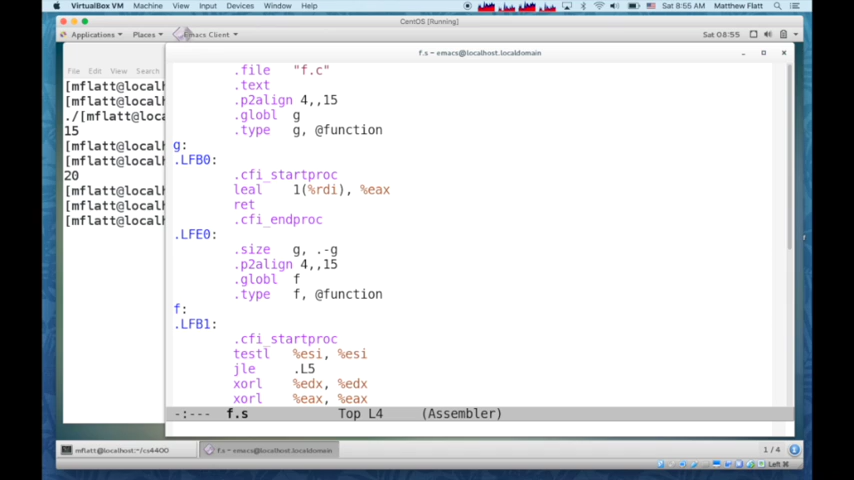 VirtualBox VM Machine View Input Devices Window Help Sat 8:55 AM Matthew Flatt
CentOS [Running]
Applications Places Emacs Client Sat 08:55
f.s – emacs@localhost.localdomain
File Edit View Search
[mflatt@local
[mflatt@local
./[mflatt@loca
15
[mflatt@local
[mflatt@local
20
[mflatt@local
[mflatt@local
[mflatt@local
.file "f.c"
.text
.p2align 4,,15
.globl g
.type g, @function
g:
.LFB0:
.cfi_startproc
leal 1(%rdi), %eax
ret
.cfi_endproc
.LFE0:
.size g, .-g
.p2align 4,,15
.globl f
.type f, @function
f:
.LFB1:
.cfi_startproc
testl %esi, %esi
jle .L5
xorl %edx, %edx
xorl %eax, %eax
-:--- f.s Top L4 (Assembler)
mflatt@localhost:~/cs4400
f.s – emacs@localhost.localdomain
1 / 4
Left ⌘